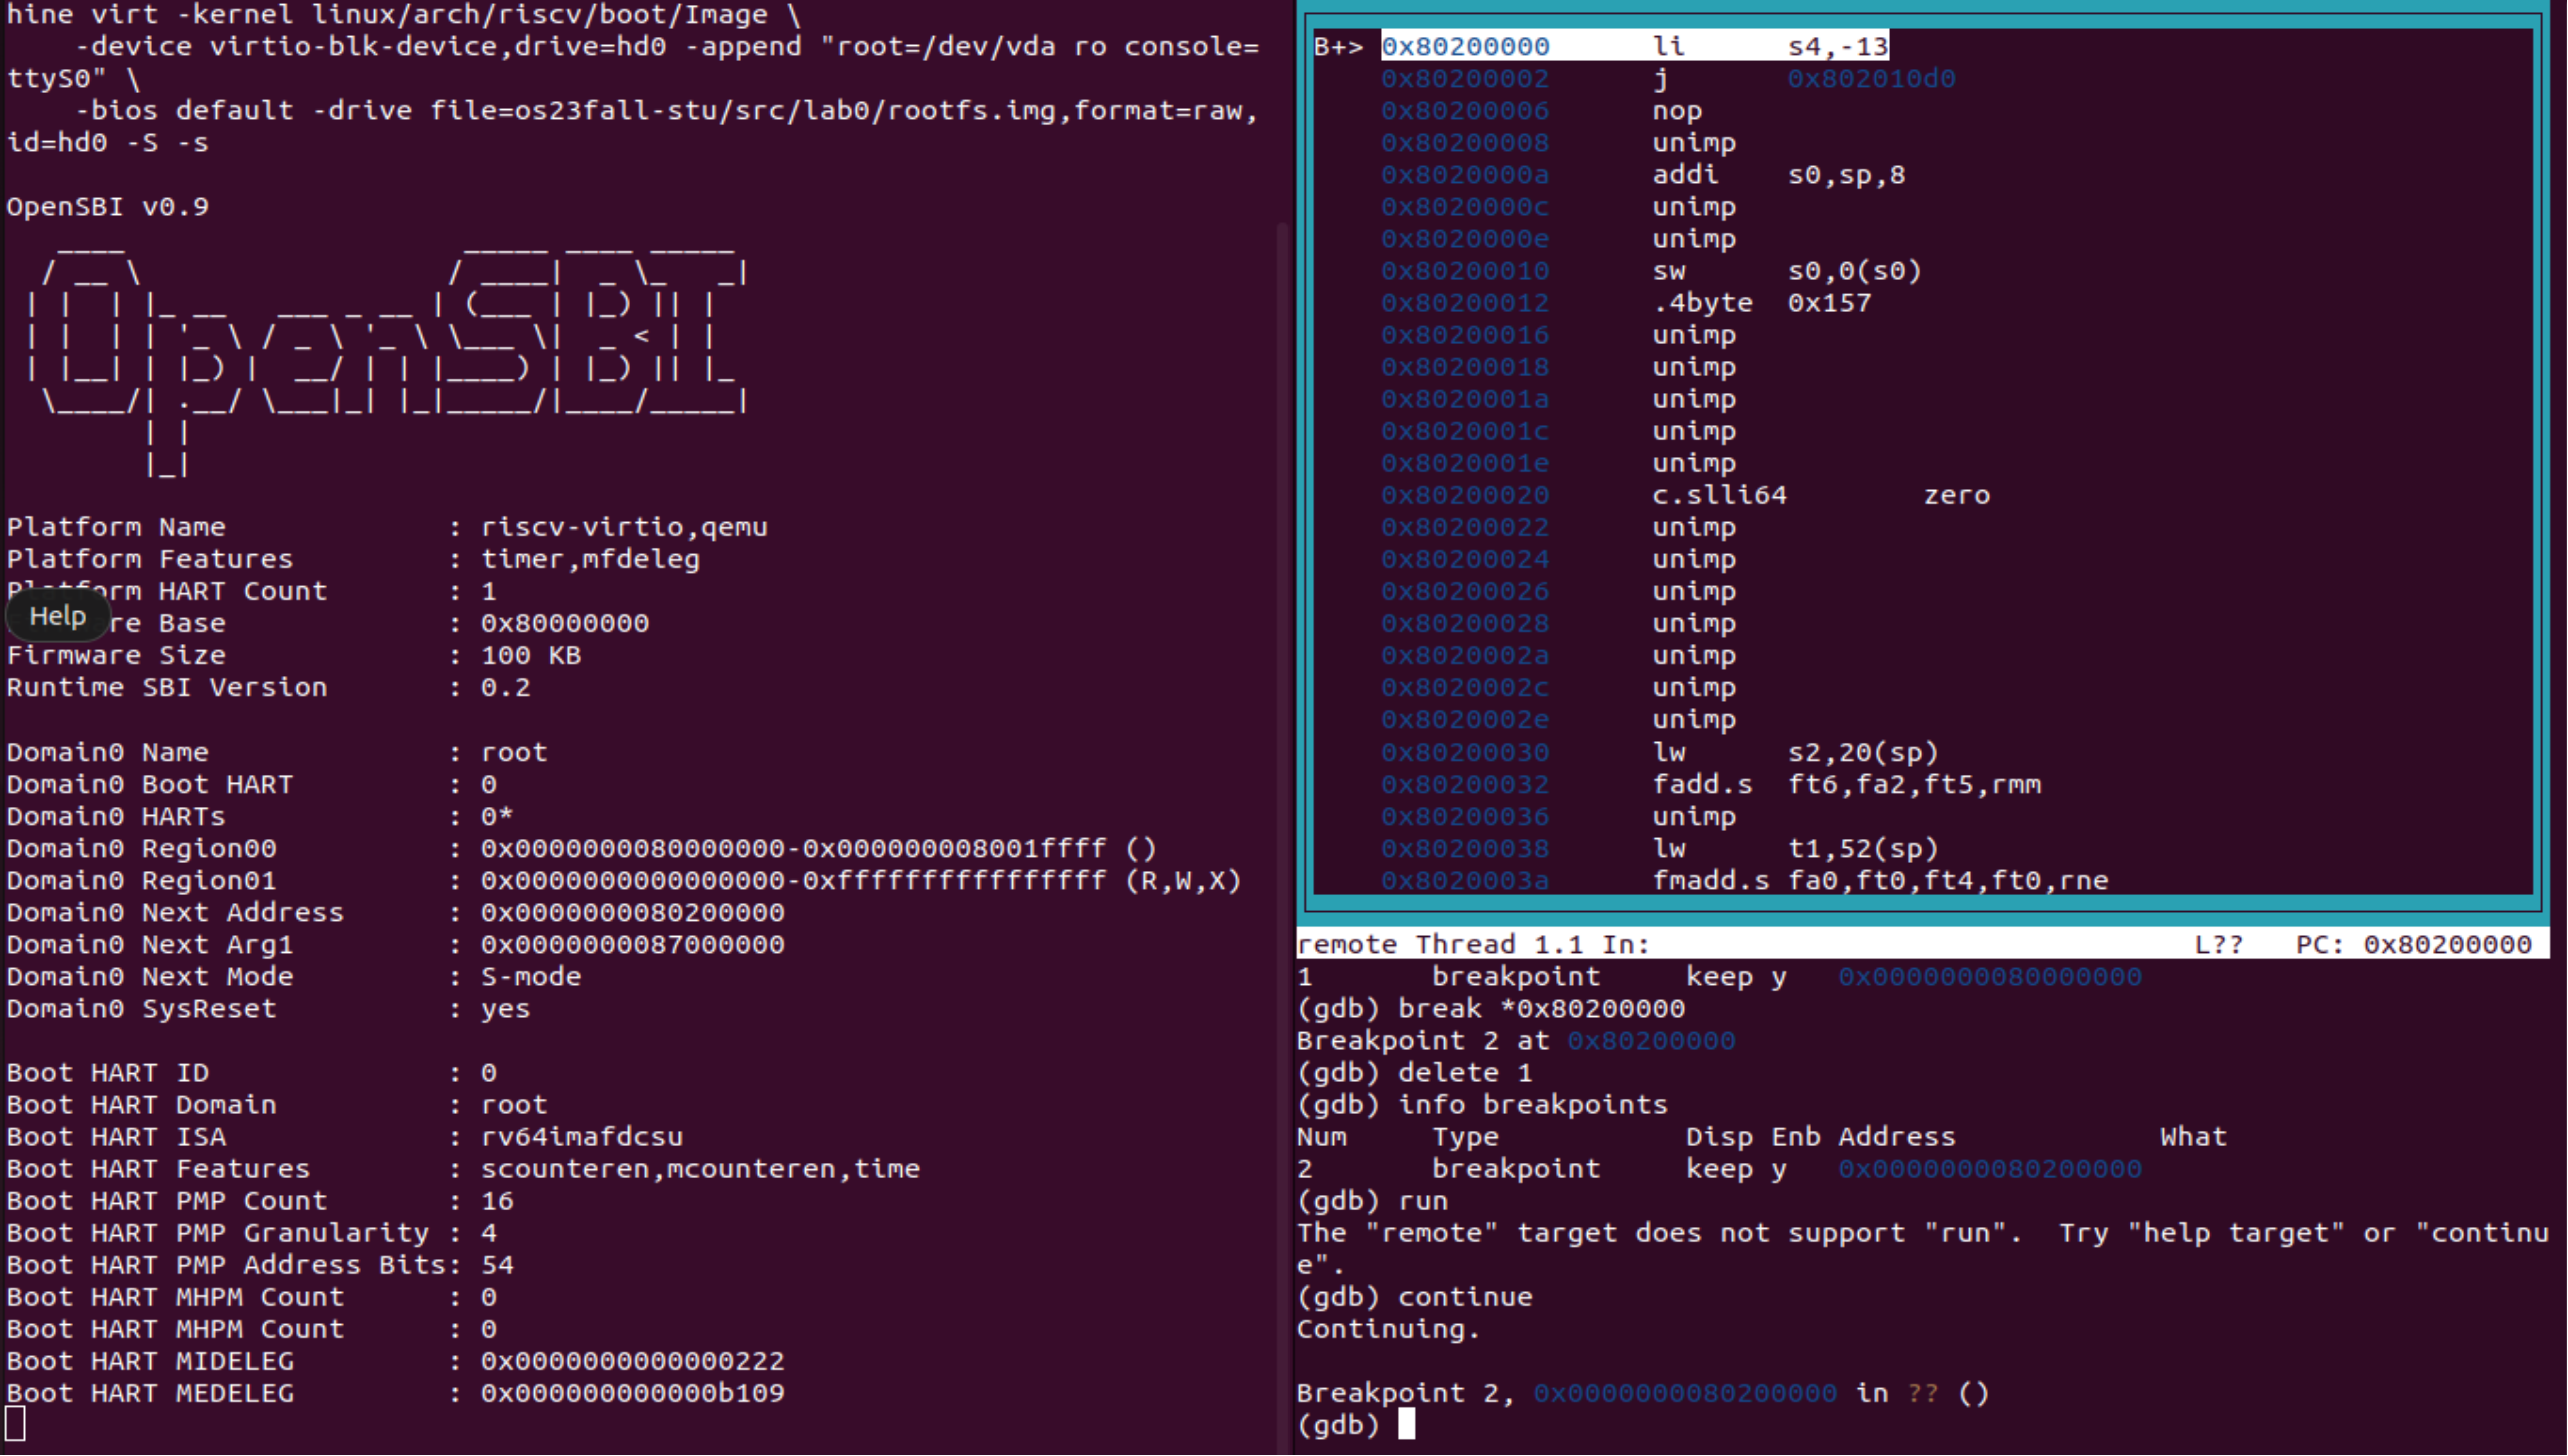 hine virt -kernel linux/arch/riscv/boot/Image \
    -device virtio-blk-device,drive=hd0 -append "root=/dev/vda ro console=
ttyS0" \
    -bios default -drive file=os23fall-stu/src/lab0/rootfs.img,format=raw,
id=hd0 -S -s
OpenSBI v0.9
OpenSBI
Platform Name             : riscv-virtio,qemu
Platform Features         : timer,mfdeleg
Platform HART Count       : 1
Help
re Base             : 0x80000000
Firmware Size             : 100 KB
Runtime SBI Version       : 0.2
Domain0 Name              : root
Domain0 Boot HART         : 0
Domain0 HARTs             : 0*
Domain0 Region00          : 0x0000000080000000-0x000000008001ffff ()
Domain0 Region01          : 0x0000000000000000-0xffffffffffffffff (R,W,X)
Domain0 Next Address      : 0x0000000080200000
Domain0 Next Arg1         : 0x0000000087000000
Domain0 Next Mode         : S-mode
Domain0 SysReset          : yes
Boot HART ID              : 0
Boot HART Domain          : root
Boot HART ISA             : rv64imafdcsu
Boot HART Features        : scounteren,mcounteren,time
Boot HART PMP Count       : 16
Boot HART PMP Granularity : 4
Boot HART PMP Address Bits: 54
Boot HART MHPM Count      : 0
Boot HART MHPM Count      : 0
Boot HART MIDELEG         : 0x0000000000000222
Boot HART MEDELEG         : 0x000000000000b109
B+> 0x80200000      li      s4,-13
    0x80200002      j       0x802010d0
    0x80200006      nop
    0x80200008      unimp
    0x8020000a      addi    s0,sp,8
    0x8020000c      unimp
    0x8020000e      unimp
    0x80200010      sw      s0,0(s0)
    0x80200012      .4byte  0x157
    0x80200016      unimp
    0x80200018      unimp
    0x8020001a      unimp
    0x8020001c      unimp
    0x8020001e      unimp
    0x80200020      c.slli64        zero
    0x80200022      unimp
    0x80200024      unimp
    0x80200026      unimp
    0x80200028      unimp
    0x8020002a      unimp
    0x8020002c      unimp
    0x8020002e      unimp
    0x80200030      lw      s2,20(sp)
    0x80200032      fadd.s  ft6,fa2,ft5,rmm
    0x80200036      unimp
    0x80200038      lw      t1,52(sp)
    0x8020003a      fmadd.s fa0,ft0,ft4,ft0,rne
remote Thread 1.1 In:                                L??   PC: 0x80200000
1       breakpoint     keep y   0x0000000080000000
(gdb) break *0x80200000
Breakpoint 2 at 0x80200000
(gdb) delete 1
(gdb) info breakpoints
Num     Type           Disp Enb Address            What
2       breakpoint     keep y   0x0000000080200000
(gdb) run
The "remote" target does not support "run".  Try "help target" or "continu
e".
(gdb) continue
Continuing.
Breakpoint 2, 0x0000000080200000 in ?? ()
(gdb)